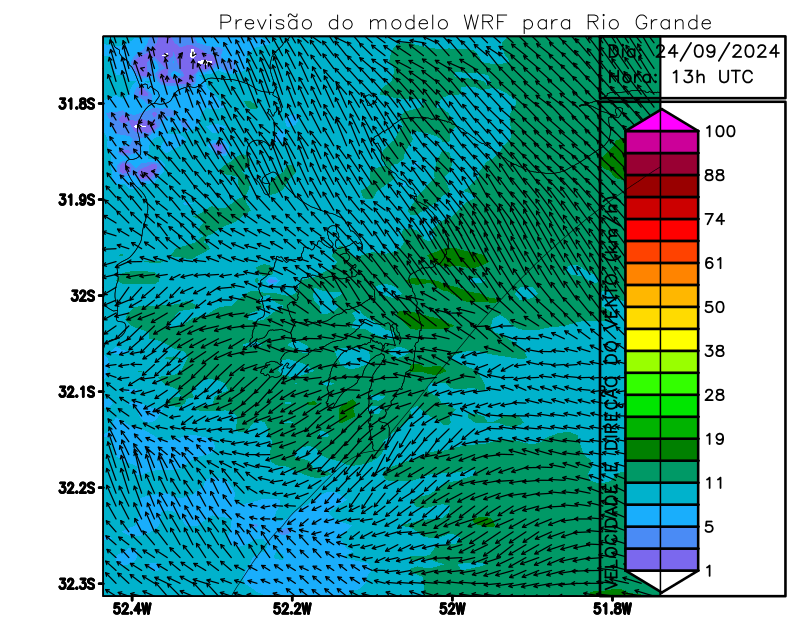 Previsão do modelo WRF para Rio Grande
Dia: 24/09/2024
Hora: 13h UTC
31.8S
31.9S
32S
32.1S
32.2S
32.3S
52.4W
52.2W
52W
51.8W
VELOCIDADE E DIREÇÃO DO VENTO (km/h)
100
88
74
61
50
38
28
19
11
5
1